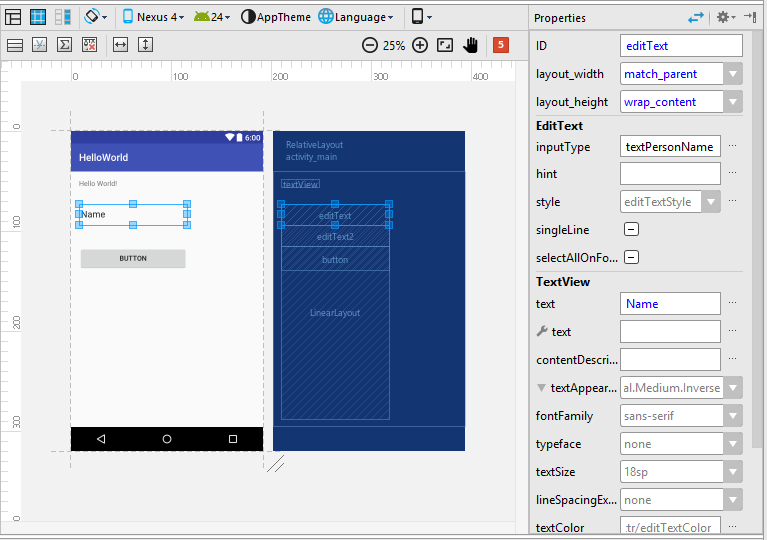 Nexus 4 24 AppTheme Language
25% 5
0 100 200 300 400
0
100
200
300
0
6:00
HelloWorld
Hello World!
Name
BUTTON
RelativeLayout
activity_main
textView
editText
editText2
button
LinearLayout
Properties
ID editText
layout_width match_parent
layout_height wrap_content
EditText
inputType textPersonName ...
hint ...
style editTextStyle ...
singleLine
selectAllOnFo...
TextView
text Name ...
text ...
contentDescri... ...
textAppear... al.Medium.Inverse
fontFamily sans-serif
typeface none
textSize 18sp
lineSpacingEx... none
textColor :tr/editTextColor ...